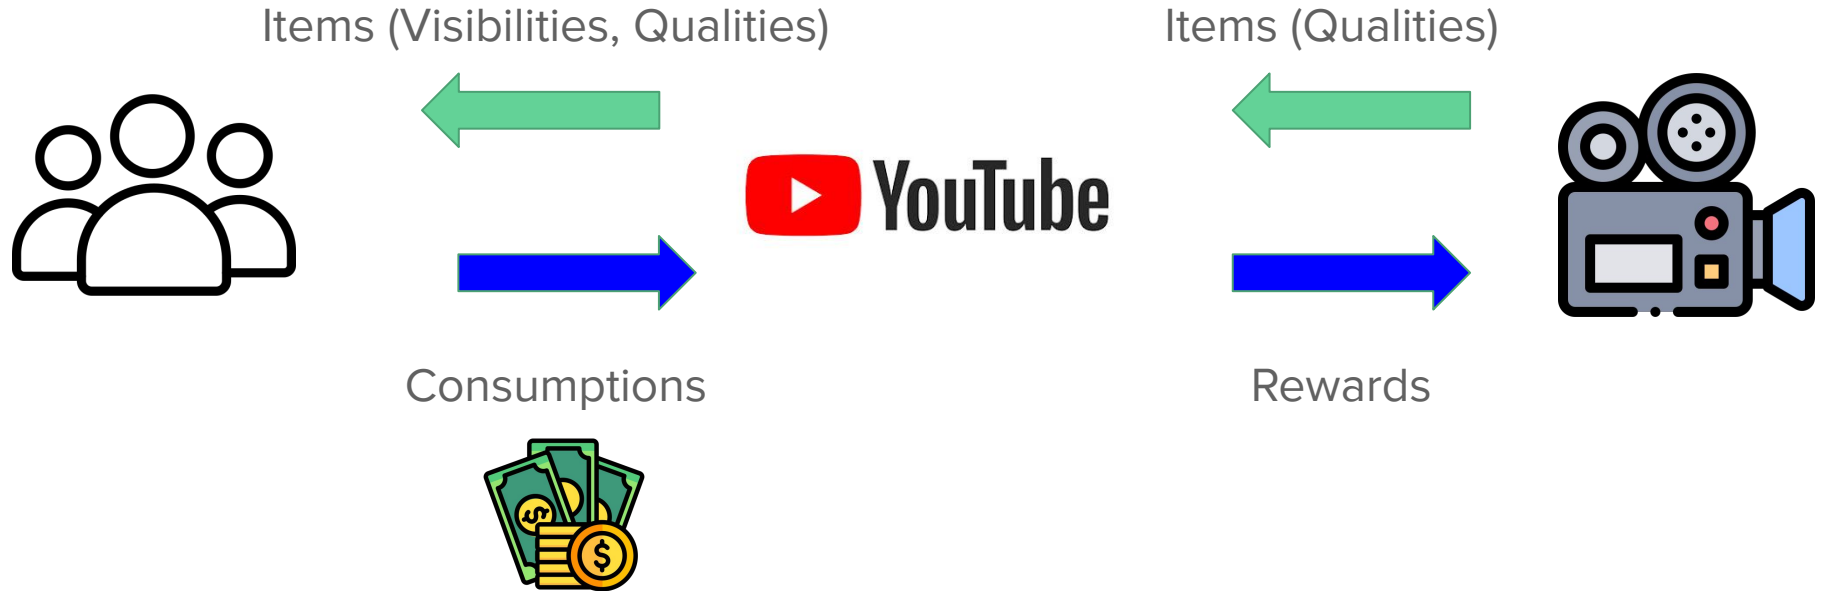 Items (Visibilities, Qualities)
Items (Qualities)
YouTube
Consumptions
Rewards
$
$